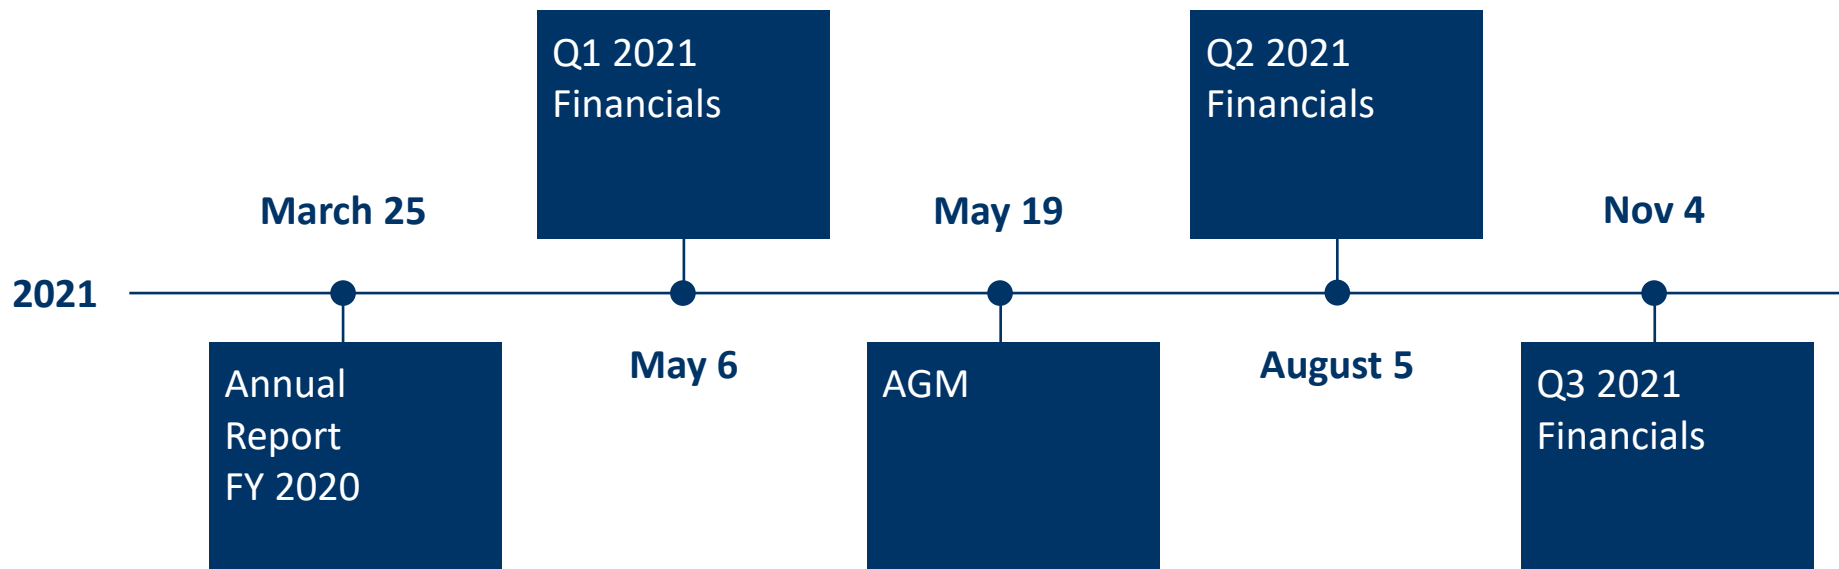 Q1 2021
Financials
Q2 2021
Financials
March 25
May 19
Nov 4
2021
May 6
August 5
Annual
Report
FY 2020
AGM
Q3 2021
Financials